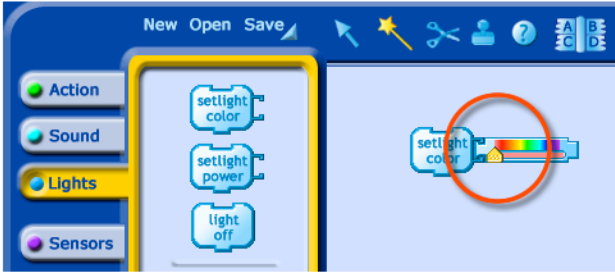 New Open Save
?
A B
C D
Action
Sound
Lights
Sensors
setlight
color
setlight
power
light
off
setlight
color